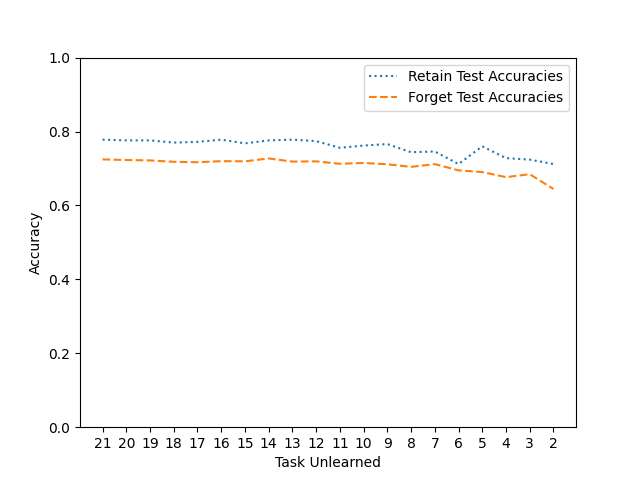 Retain Test Accuracies
Forget Test Accuracies
1.0
0.8
0.6
0.4
0.2
0.0
Accuracy
21 20 19 18 17 16 15 14 13 12 11 10 9 8 7 6 5 4 3 2
Task Unlearned